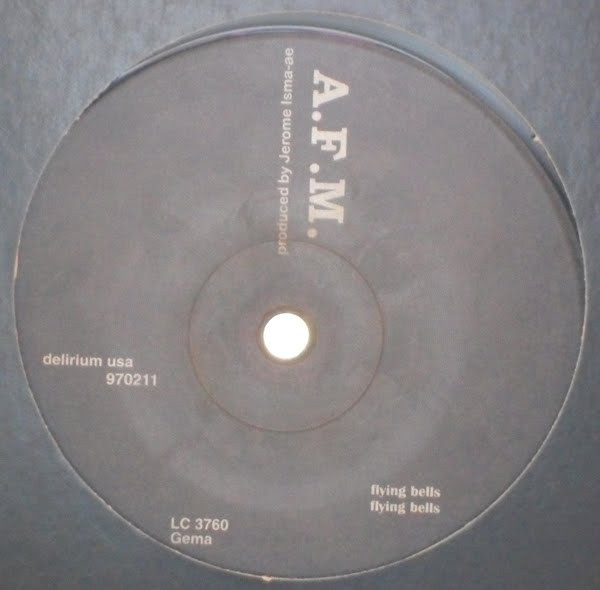 A.F.M.
produced by Jerome Isma-ae
delirium usa
970211
flying bells
flying bells
LC 3760
Gema